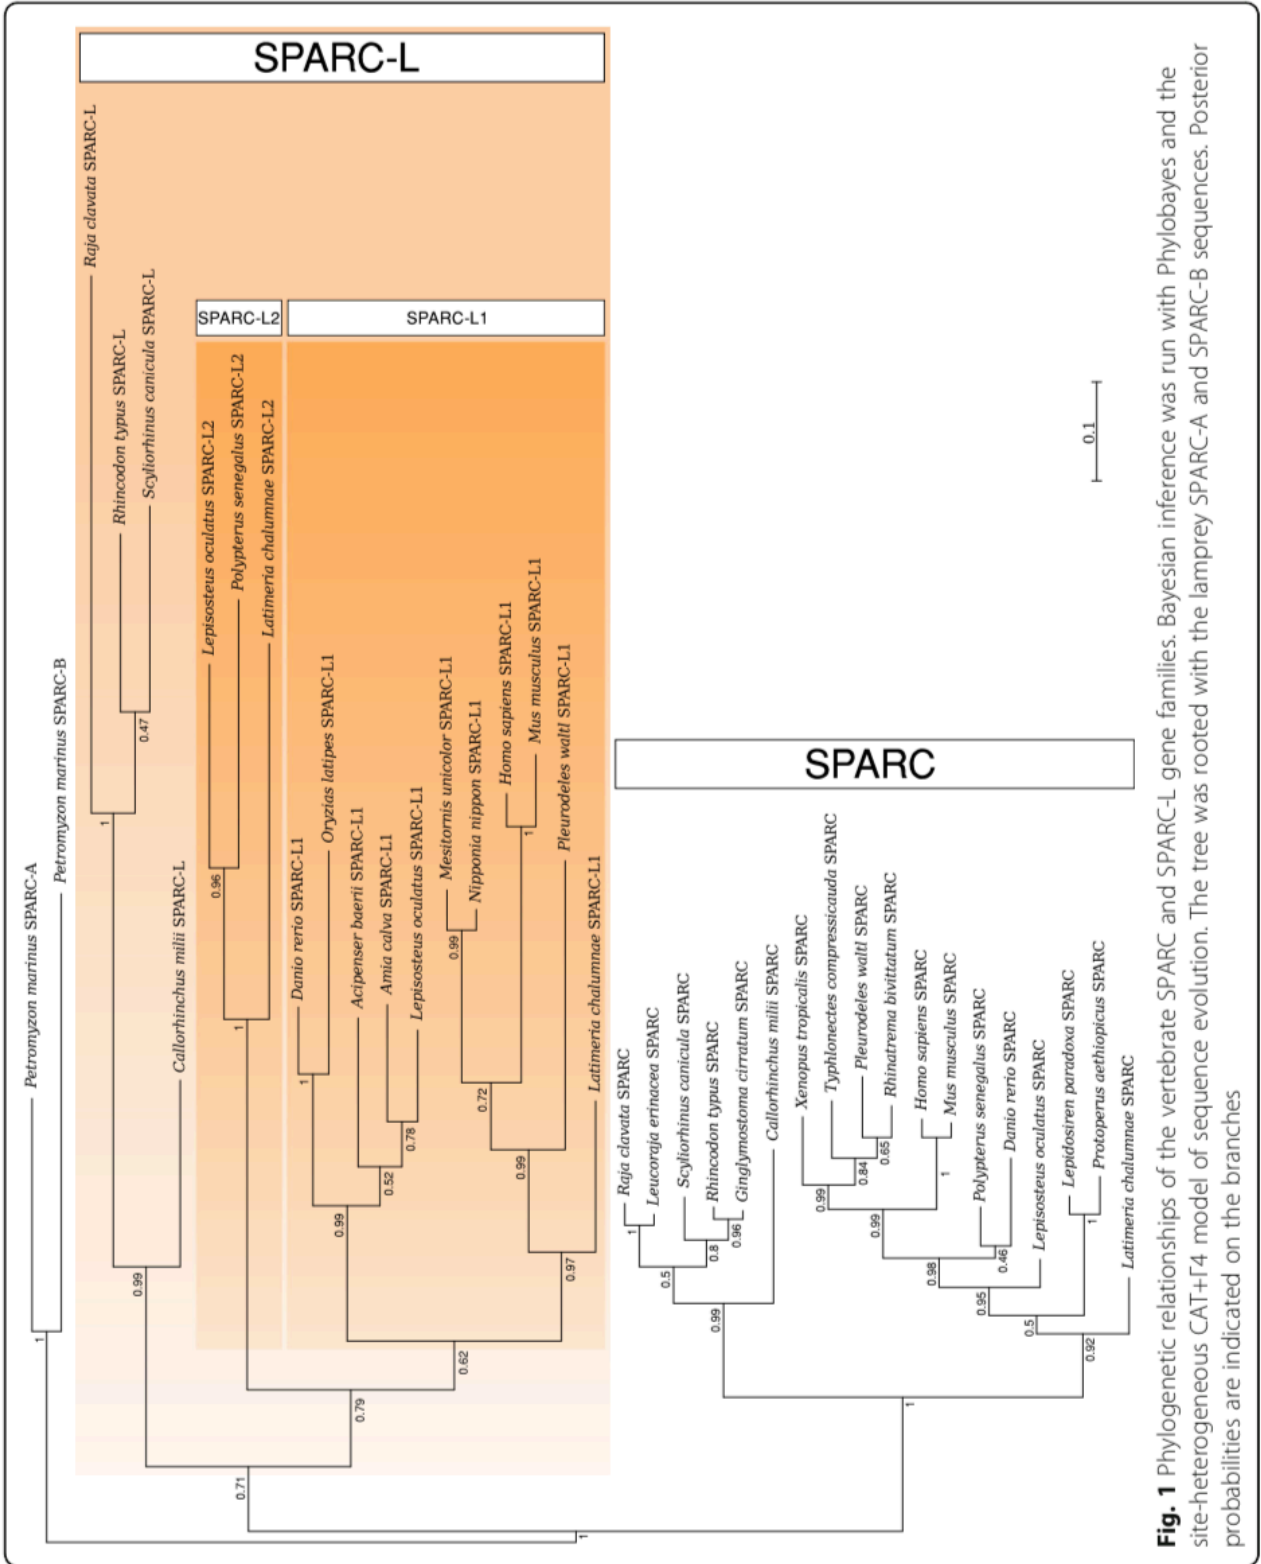 Petromyzon marinus SPARC-A
Petromyzon marinus SPARC-B
1
SPARC-L
Raja clavata SPARC-L
Rhincodon typus SPARC-L
Scyliorhinus canicula SPARC-L
1
0.47
Callorhinchus milii SPARC-L
0.99
SPARC-L2
Lepisosteus oculatus SPARC-L2
Polypterus senegalus SPARC-L2
Latimeria chalumnae SPARC-L2
0.96
1
SPARC-L1
Danio rerio SPARC-L1
Oryzias latipes SPARC-L1
Acipenser baerii SPARC-L1
Amia calva SPARC-L1
Lepisosteus oculatus SPARC-L1
1
0.78
0.52
0.99
Mesitornis unicolor SPARC-L1
Nipponia nippon SPARC-L1
Homo sapiens SPARC-L1
Mus musculus SPARC-L1
Pleurodeles waltl SPARC-L1
Latimeria chalumnae SPARC-L1
0.99
1
0.72
0.99
0.97
0.62
0.79
0.71
1
SPARC
Raja clavata SPARC
Leucoraja erinacea SPARC
Scyliorhinus canicula SPARC
Rhincodon typus SPARC
Ginglymostoma cirratum SPARC
Callorhinchus milii SPARC
1
0.96
0.8
0.5
0.99
Xenopus tropicalis SPARC
Typhlonectes compressicauda SPARC
Pleurodeles waltl SPARC
Rhinatrema bivittatum SPARC
Homo sapiens SPARC
Mus musculus SPARC
Polypterus senegalus SPARC
Danio rerio SPARC
Lepisosteus oculatus SPARC
Lepidosiren paradoxa SPARC
Protoperus aethiopicus SPARC
Latimeria chalumnae SPARC
0.99
0.84
0.65
0.99
1
0.98
0.46
0.95
0.5
1
0.92
1
0.1
Fig. 1 Phylogenetic relationships of the vertebrate SPARC and SPARC-L gene families. Bayesian inference was run with Phylobayes and the
site-heterogeneous CAT+Γ4 model of sequence evolution. The tree was rooted with the lamprey SPARC-A and SPARC-B sequences. Posterior
probabilities are indicated on the branches